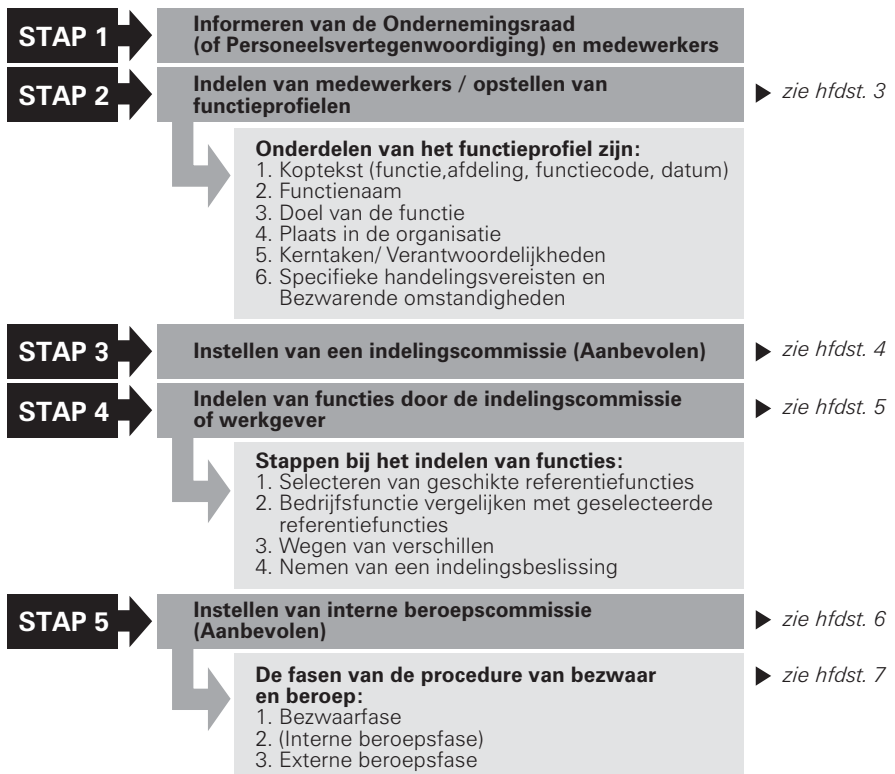 STAP 1
Informeren van de Ondernemingsraad
(of Personeelsvertegenwoordiging) en medewerkers
STAP 2
Indelen van medewerkers / opstellen van
functieprofielen
zie hfdst. 3
Onderdelen van het functieprofiel zijn:
1. Koptekst (functie,afdeling, functiecode, datum)
2. Functienaam
3. Doel van de functie
4. Plaats in de organisatie
5. Kerntaken/ Verantwoordelijkheden
6. Specifieke handelingsvereisten en
Bezwarende omstandigheden
STAP 3
Instellen van een indelingscommissie (Aanbevolen)
zie hfdst. 4
STAP 4
Indelen van functies door de indelingscommissie
of werkgever
zie hfdst. 5
Stappen bij het indelen van functies:
1. Selecteren van geschikte referentiefuncties
2. Bedrijfsfunctie vergelijken met geselecteerde
referentiefuncties
3. Wegen van verschillen
4. Nemen van een indelingsbeslissing
STAP 5
Instellen van interne beroepscommissie
(Aanbevolen)
zie hfdst. 6
De fasen van de procedure van bezwaar
en beroep:
zie hfdst. 7
1. Bezwaarfase
2. (Interne beroepsfase)
3. Externe beroepsfase